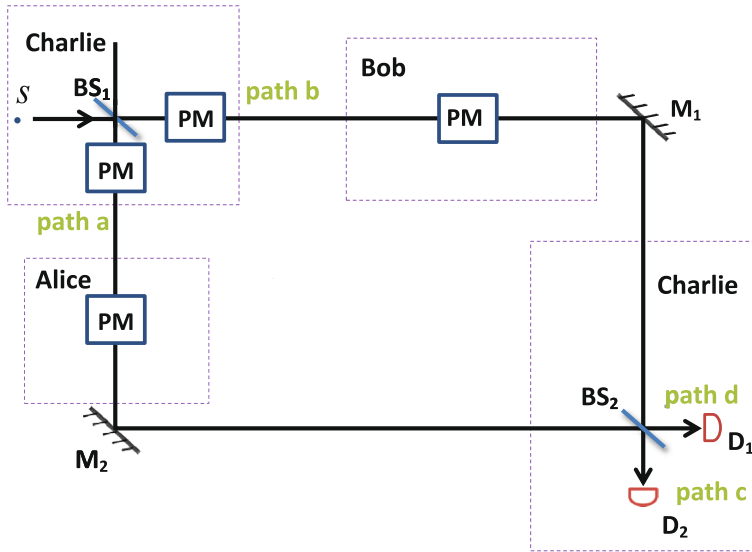 Charlie
S
BS1
PM
path b
Bob
PM
M1
PM
path a
Alice
PM
Charlie
BS2
path d
D1
M2
path c
D2